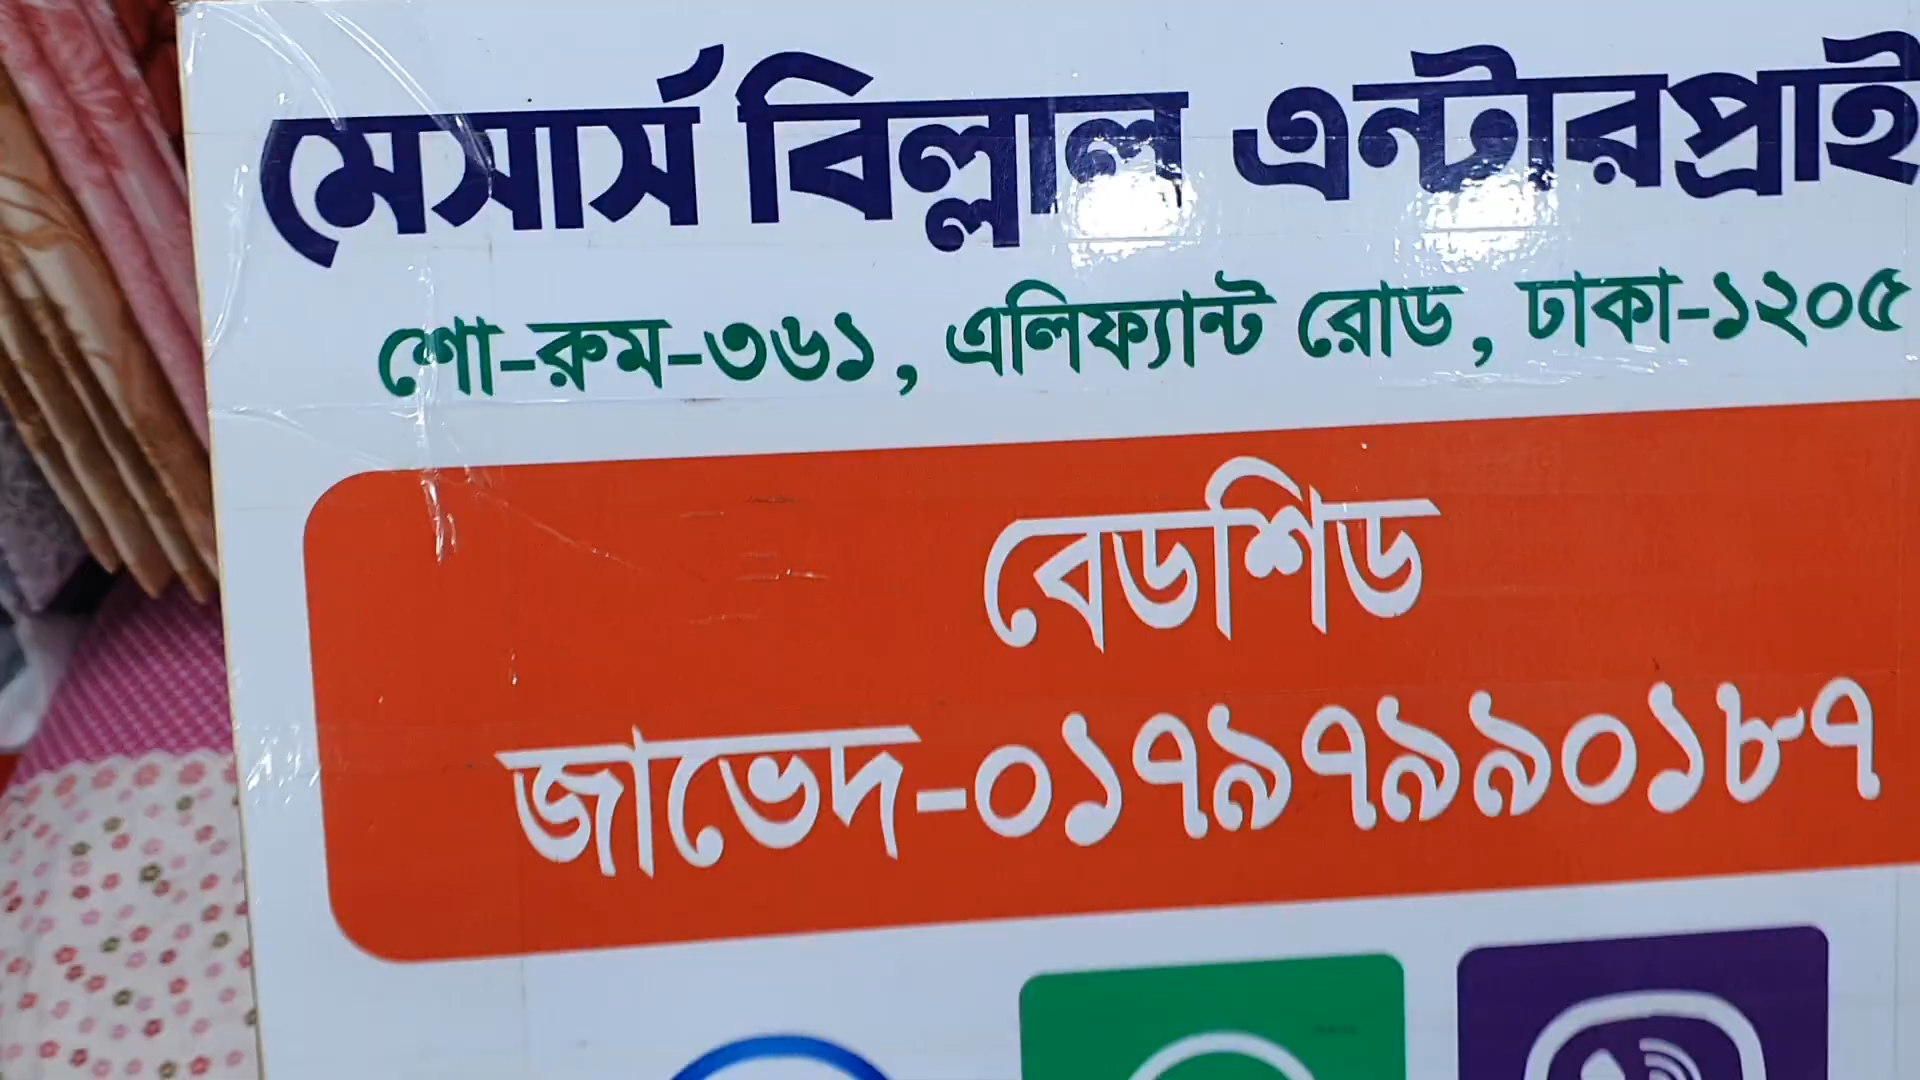 মেসার্স বিল্লাল এন্টারপ্রাই
শো-রুম-৩৬১, এলিফ্যান্ট রোড, ঢাকা-১২০৫
বেডশিড
জাভেদ-০১৭৯৭৯৯০১৮৭